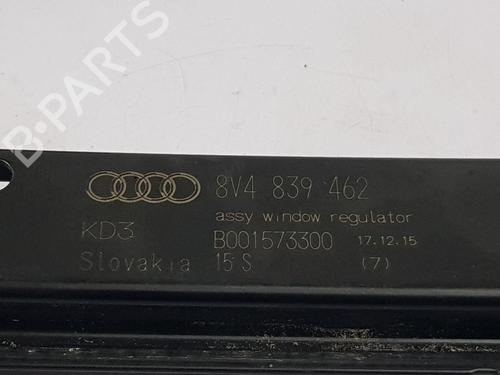 B-PARTS
8V4 839 462
assy window regulator
KD3 B001573300 17.12.15
Slovakia 15 S (7)